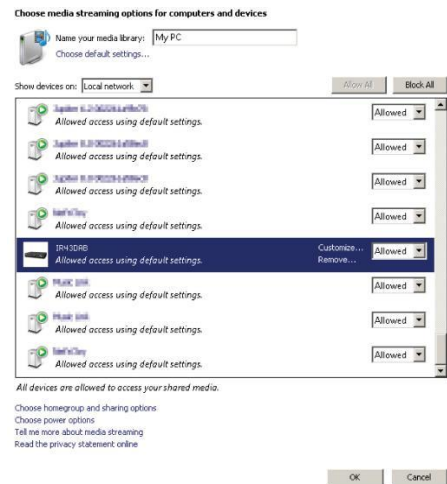 Choose media streaming options for computers and devices
Name your media library: My PC
Choose default settings...
Show devices on: Local network Allow All Block All
Allowed
Allowed access using default settings.
Allowed
Allowed access using default settings.
Allowed
Allowed access using default settings.
Allowed
Allowed access using default settings.
IR43DAB Customize... Allowed
Allowed access using default settings. Remove...
Allowed
Allowed access using default settings.
Allowed
Allowed access using default settings.
Allowed
Allowed access using default settings.
All devices are allowed to access your shared media.
Choose homegroup and sharing options
Choose power options
Tell me more about media streaming
Read the privacy statement online
OK Cancel